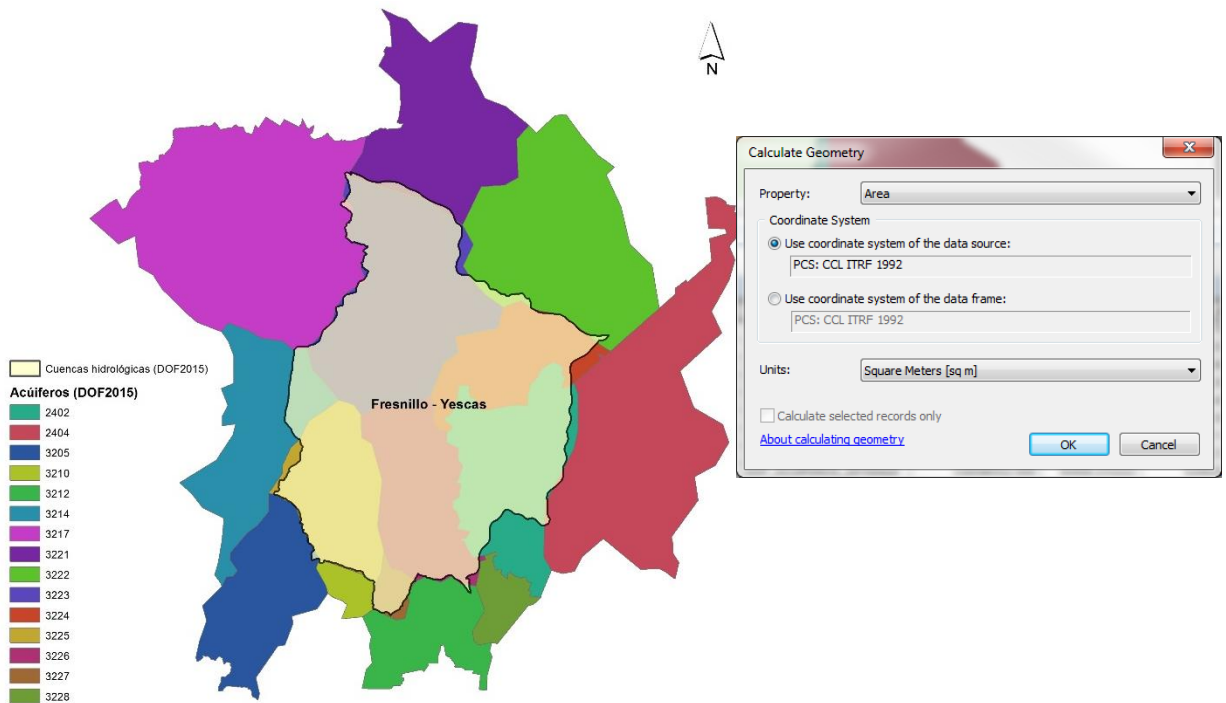 N
Fresnillo - Yescas
Cuencas hidrológicas (DOF2015)
Acúiferos (DOF2015)
2402
2404
3205
3210
3212
3214
3217
3221
3222
3223
3224
3225
3226
3227
3228
Calculate Geometry
Property:
Area
Coordinate System
Use coordinate system of the data source:
PCS: CCL ITRF 1992
Use coordinate system of the data frame:
PCS: CCL ITRF 1992
Units:
Square Meters [sq m]
Calculate selected records only
About calculating geometry
OK
Cancel